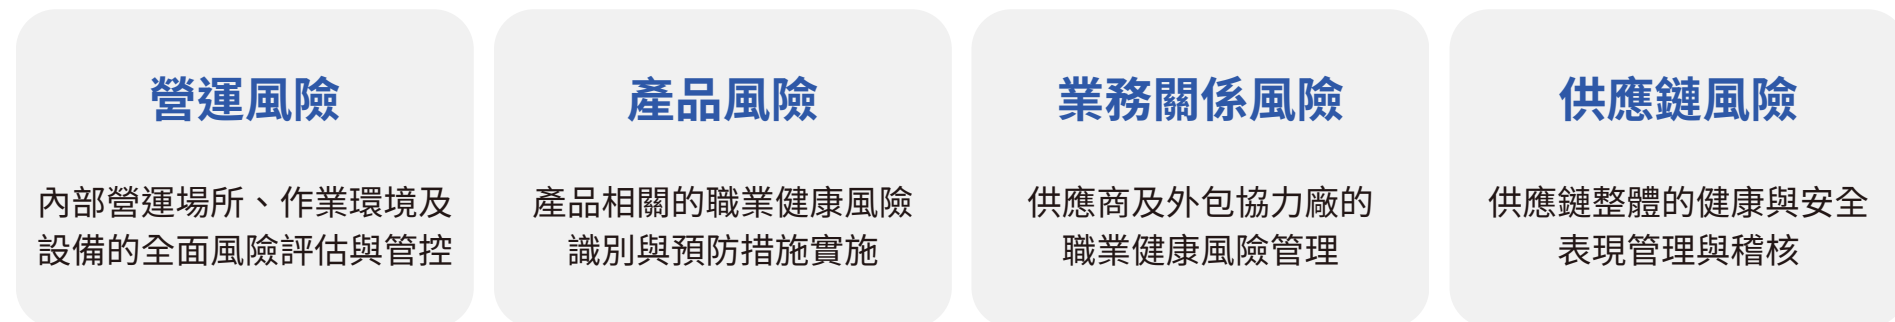 營運風險
內部營運場所、作業環境及
設備的全面風險評估與管控
產品風險
產品相關的職業健康風險
識別與預防措施實施
業務關係風險
供應商及外包協力廠的
職業健康風險管理
供應鏈風險
供應鏈整體的健康與安全
表現管理與稽核